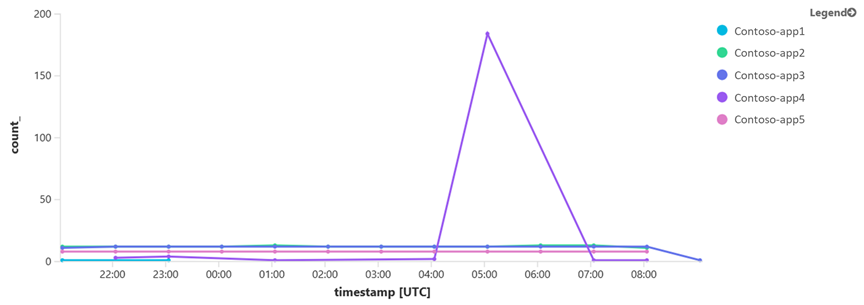 Legend
200
150
100
50
0
count_
22:00
23:00
00:00
01:00
02:00
03:00
04:00
05:00
06:00
07:00
08:00
timestamp [UTC]
Contoso-app1
Contoso-app2
Contoso-app3
Contoso-app4
Contoso-app5